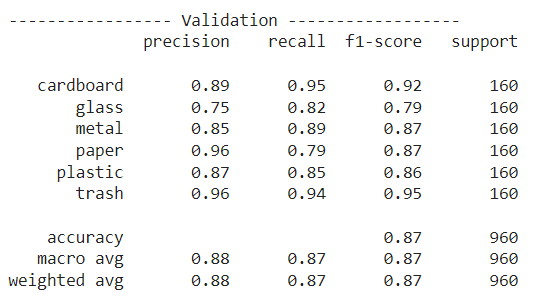 ----------------- Validation ------------------
precision recall f1-score support
cardboard 0.89 0.95 0.92 160
glass 0.75 0.82 0.79 160
metal 0.85 0.89 0.87 160
paper 0.96 0.79 0.87 160
plastic 0.87 0.85 0.86 160
trash 0.96 0.94 0.95 160
accuracy 0.87 960
macro avg 0.88 0.87 0.87 960
weighted avg 0.88 0.87 0.87 960